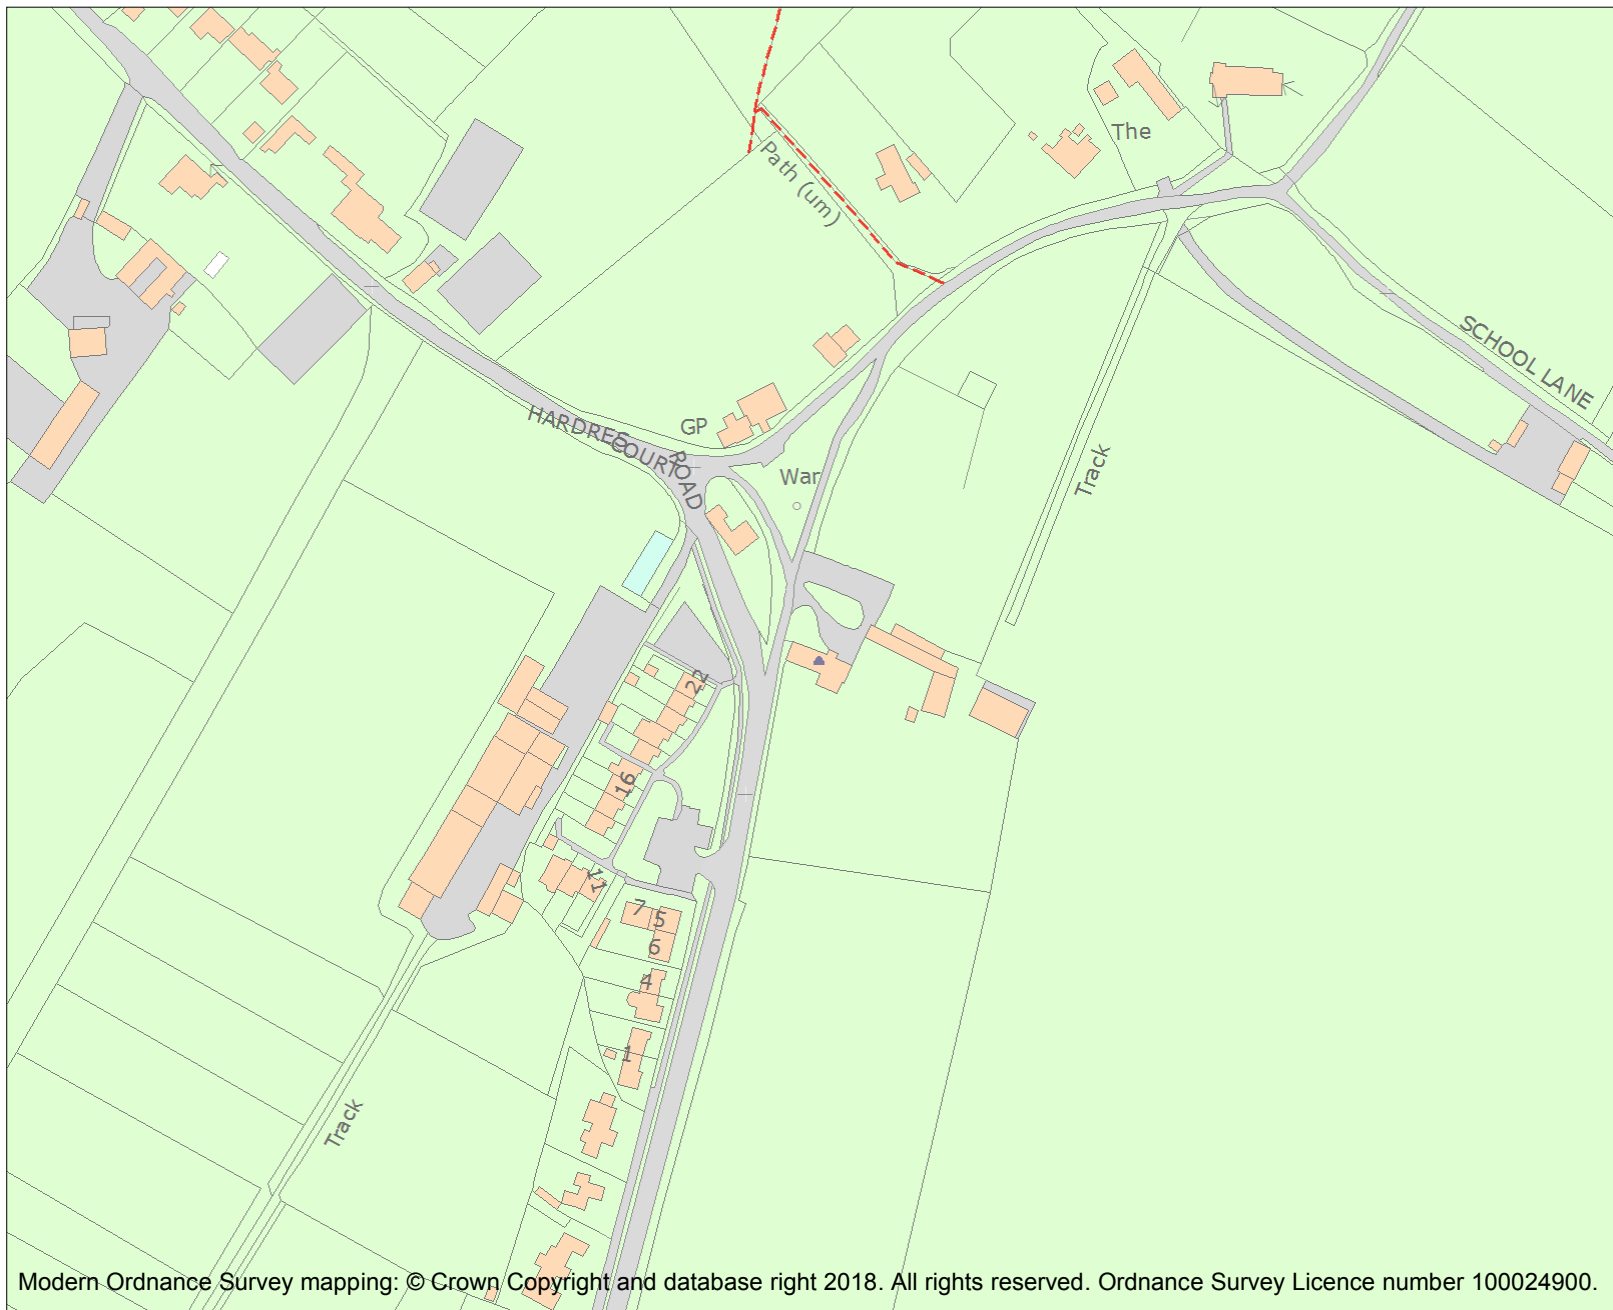 The
Path (um)
SCHOOL LANE
HARDRES
COURT
ROAD
GP
War
Track
22
16
11
7
5
6
4
1
Track
Modern Ordnance Survey mapping: © Crown Copyright and database right 2018. All rights reserved. Ordnance Survey Licence number 100024900.